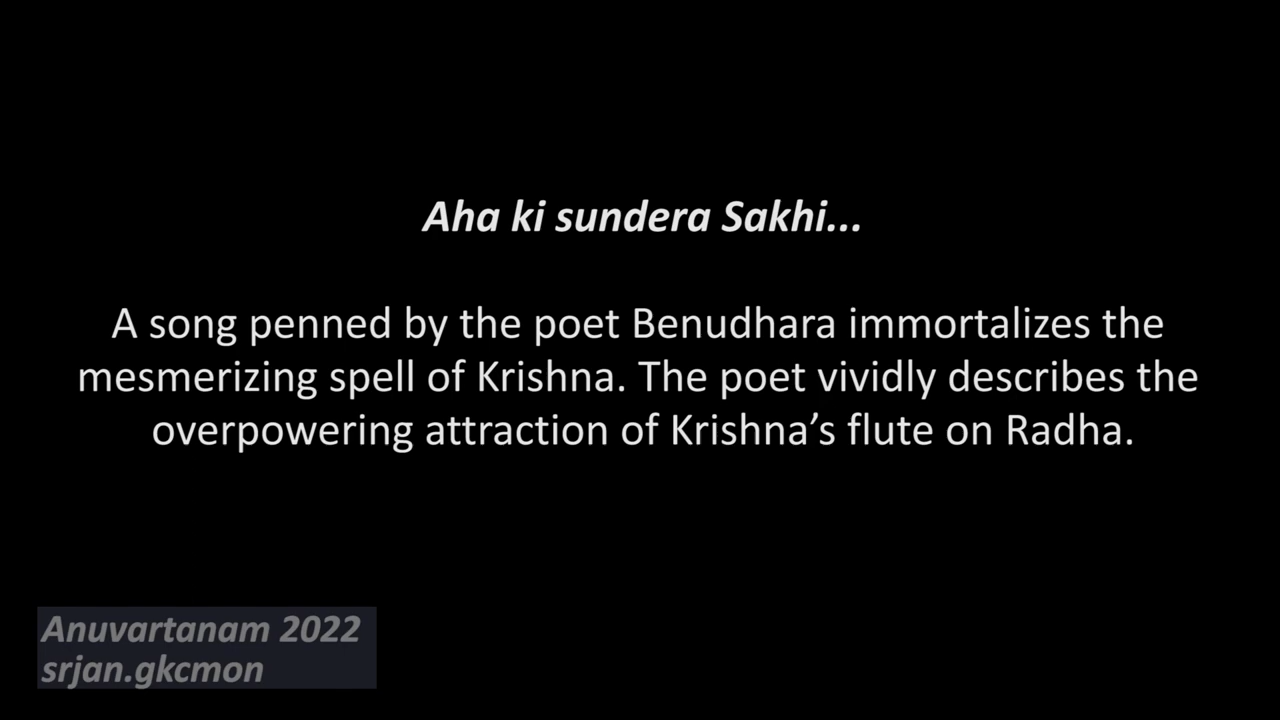 Aha ki sundera Sakhi...
A song penned by the poet Benudhara immortalizes the
mesmerizing spell of Krishna. The poet vividly describes the
overpowering attraction of Krishna’s flute on Radha.
Anuvartanam 2022
srjan.gkcmon